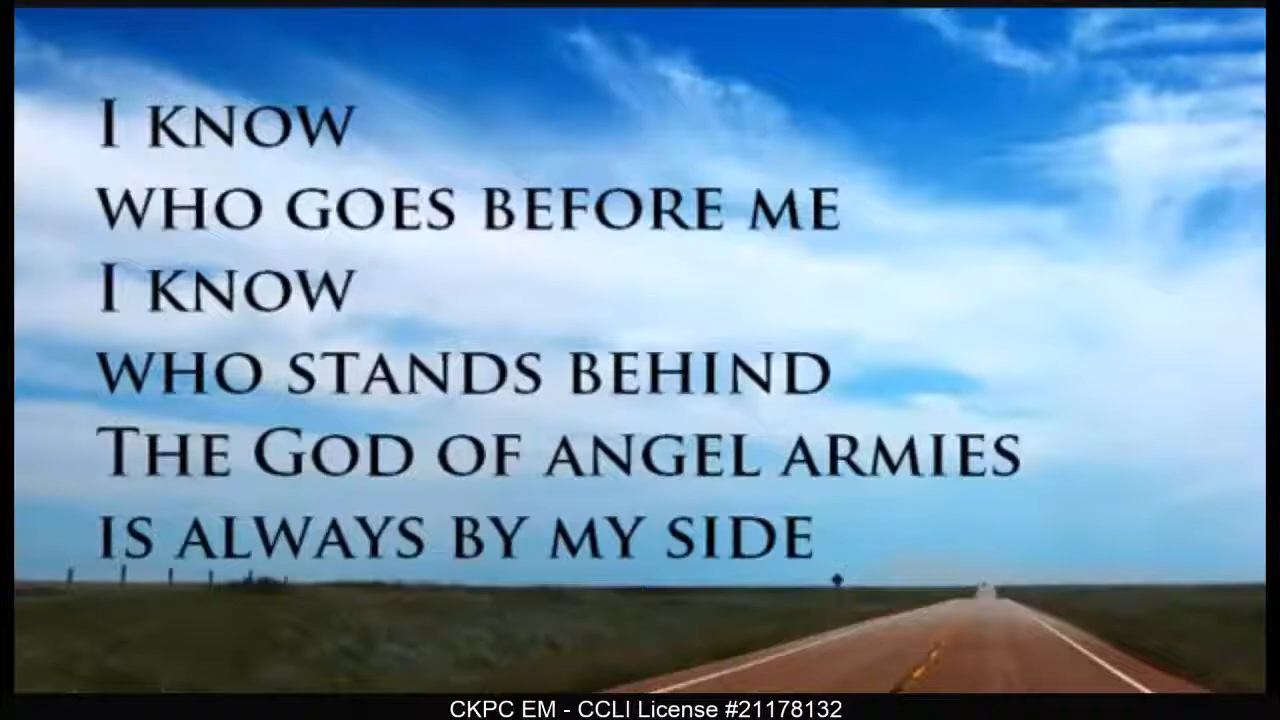 I KNOW
WHO GOES BEFORE ME
I KNOW
WHO STANDS BEHIND
THE GOD OF ANGEL ARMIES
IS ALWAYS BY MY SIDE
CKPC EM - CCLI License #21178132